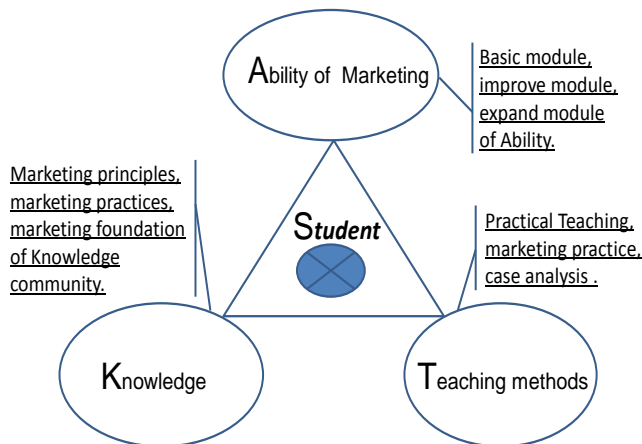 Ability of Marketing
Basic module,
improve module,
expand module
of Ability.
Marketing principles,
marketing practices,
marketing foundation
of Knowledge
community.
Student
Practical Teaching,
marketing practice,
case analysis .
Knowledge
Teaching methods